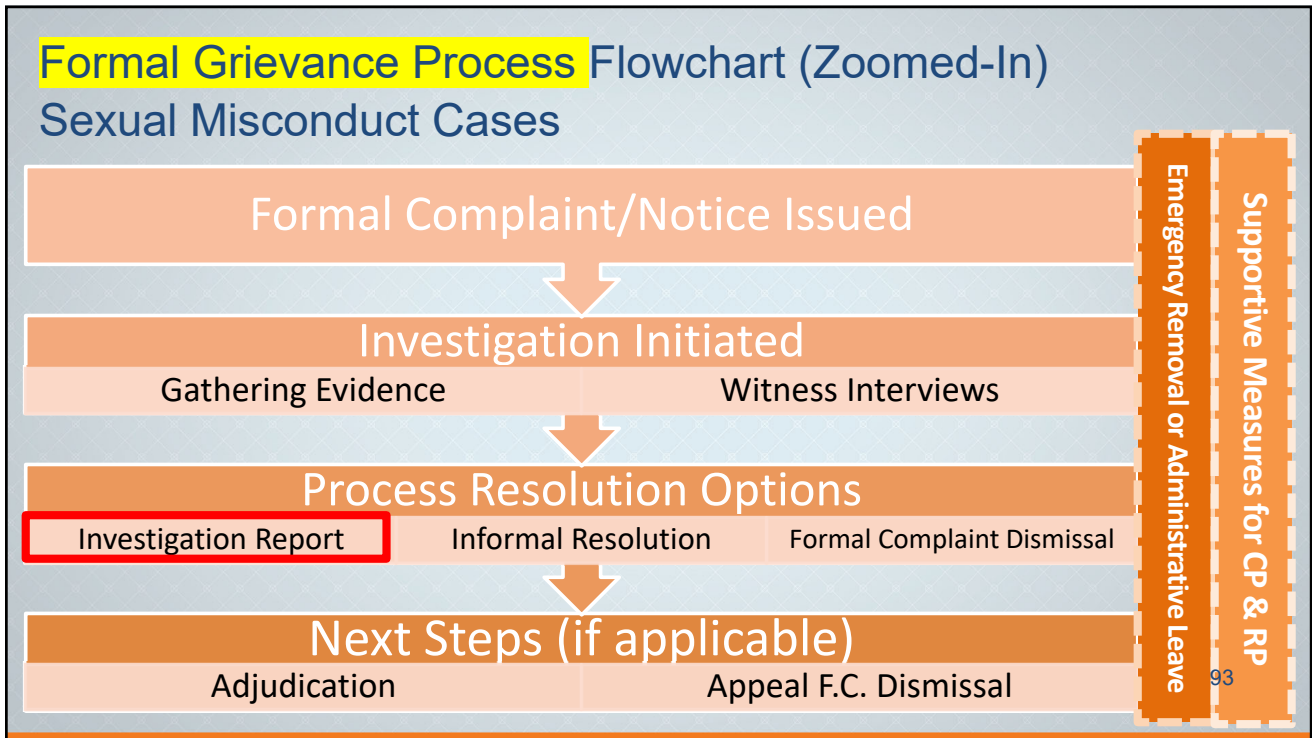 Formal Grievance Process Flowchart (Zoomed-In)
Sexual Misconduct Cases
Formal Complaint/Notice Issued
Investigation Initiated
Gathering Evidence
Witness Interviews
Process Resolution Options
Investigation Report
Informal Resolution
Formal Complaint Dismissal
Next Steps (if applicable)
Adjudication
Appeal F.C. Dismissal
Emergency Removal or Administrative Leave
Supportive Measures for CP & RP
93